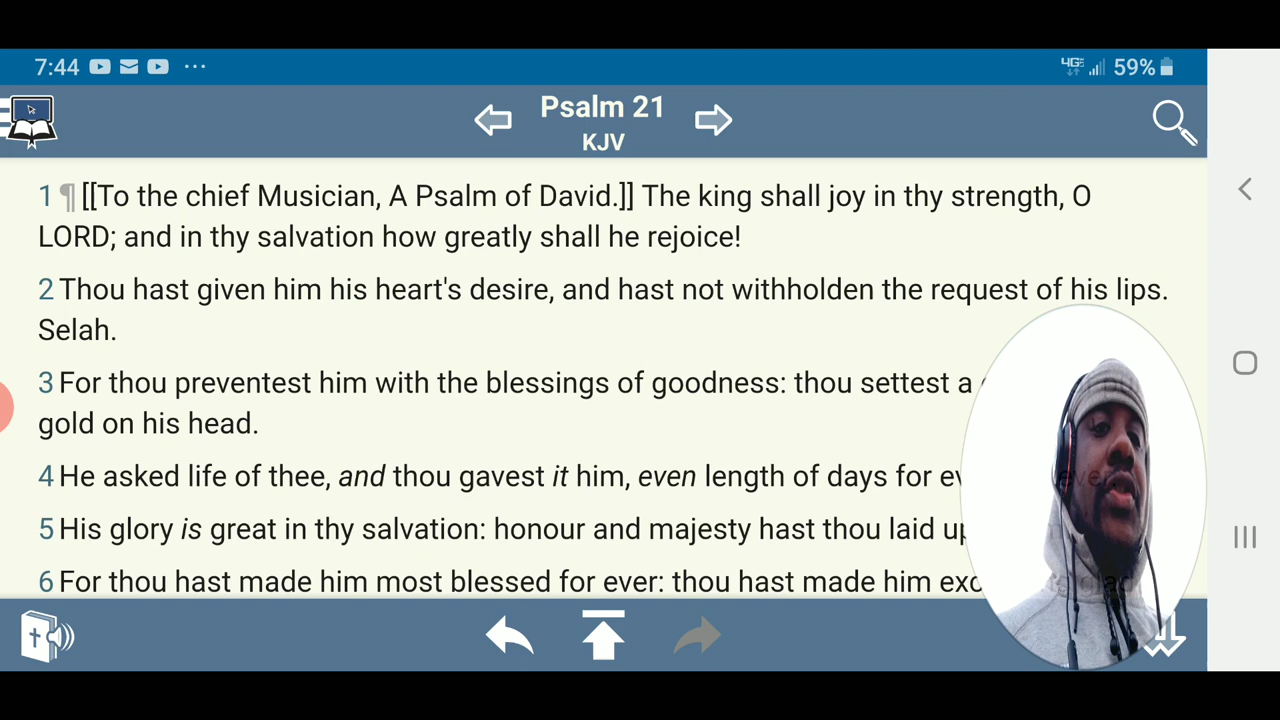 7:44 ... 4GE 59%
Psalm 21
KJV
1 ¶ [[To the chief Musician, A Psalm of David.]] The king shall joy in thy strength, O
LORD; and in thy salvation how greatly shall he rejoice!
2 Thou hast given him his heart's desire, and hast not withholden the request of his lips.
Selah.
3 For thou preventest him with the blessings of goodness: thou settest a
gold on his head.
4 He asked life of thee, and thou gavest it him, even length of days for
5 His glory is great in thy salvation: honour and majesty hast thou laid
6 For thou hast made him most blessed for ever: thou hast made him